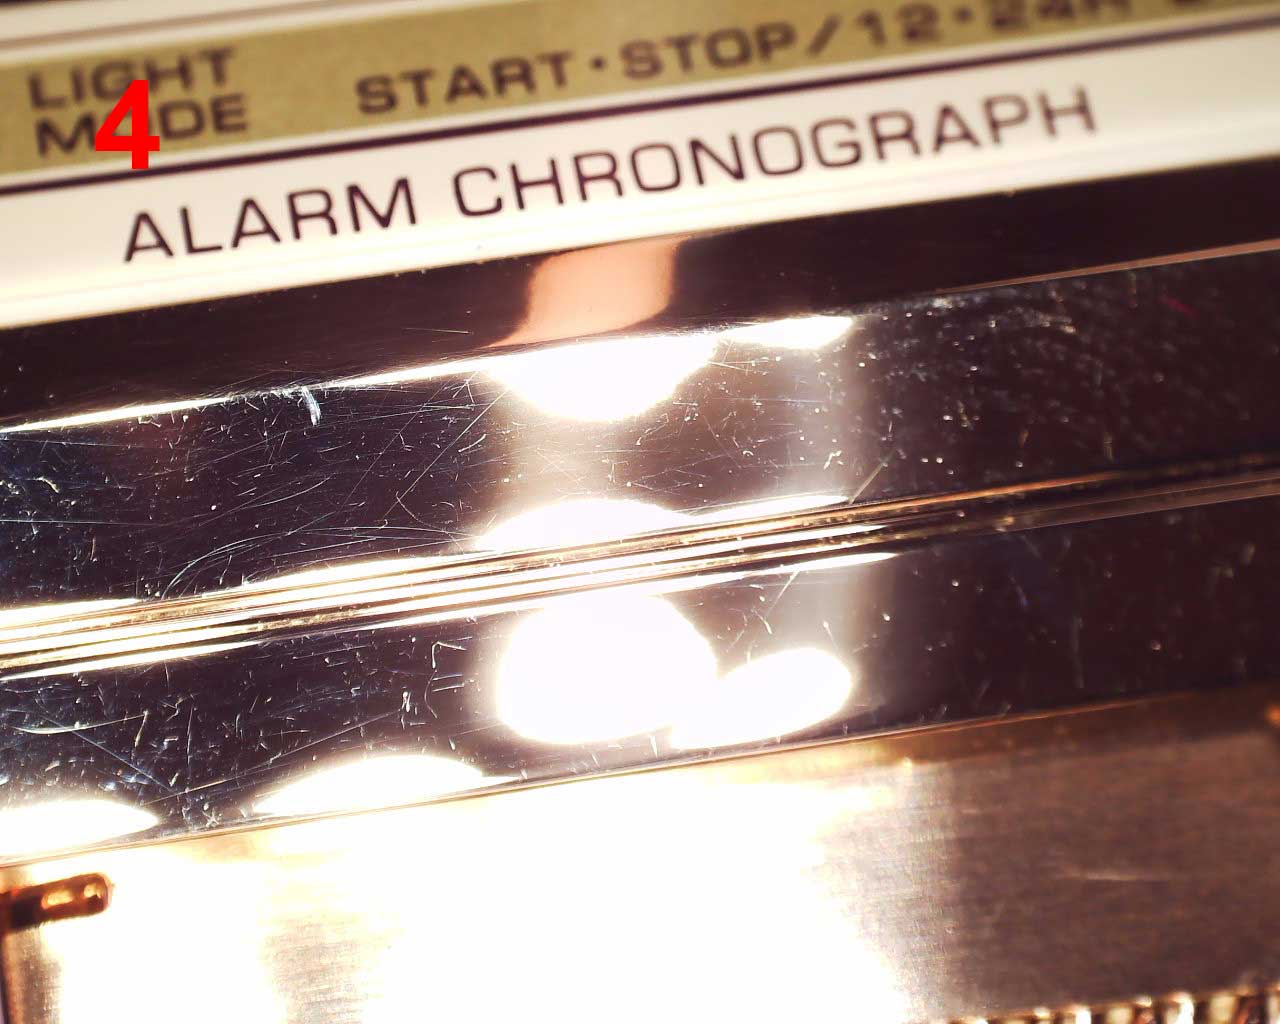 LIGHT
MODE
START·STOP/12·24H
ALARM CHRONOGRAPH
4